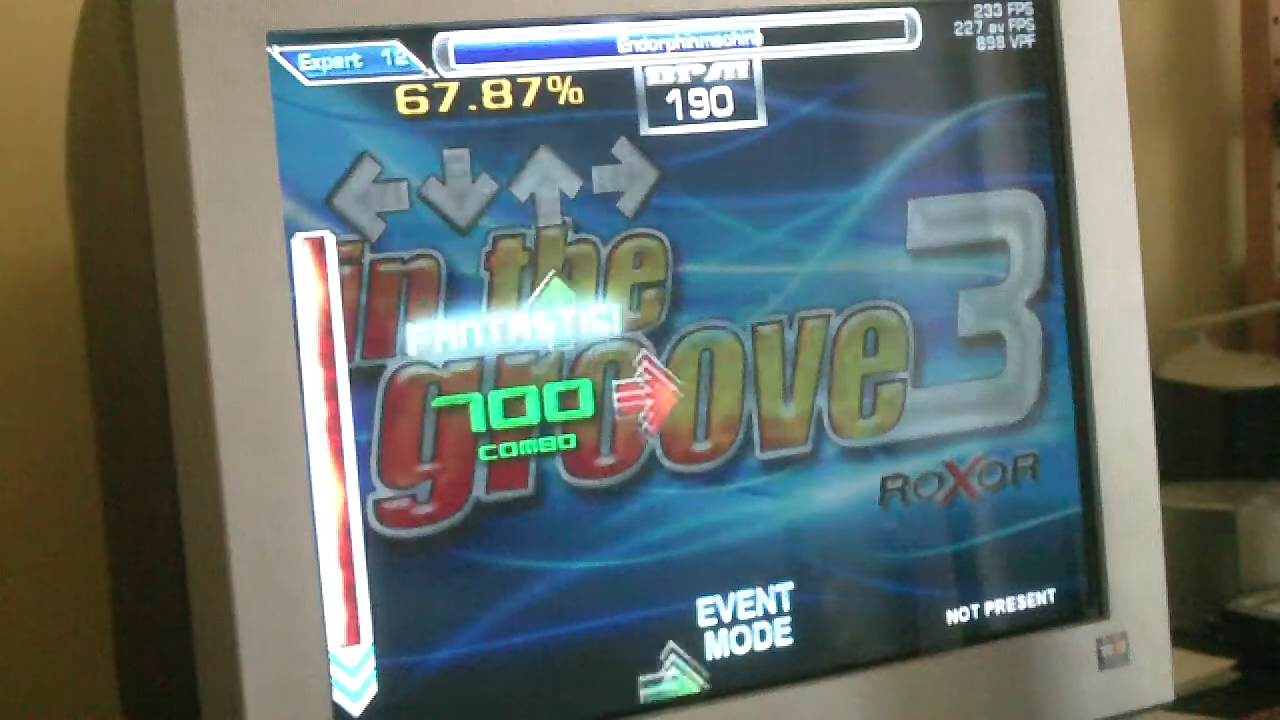 Expert 12
Endorphinmachine
233 FPS
227 av FPS
898 VPF
67.87%
BPM
190
in the
groove 3
FANTASTIC!
700
COMBO
ROXOR
EVENT
MODE
NOT PRESENT